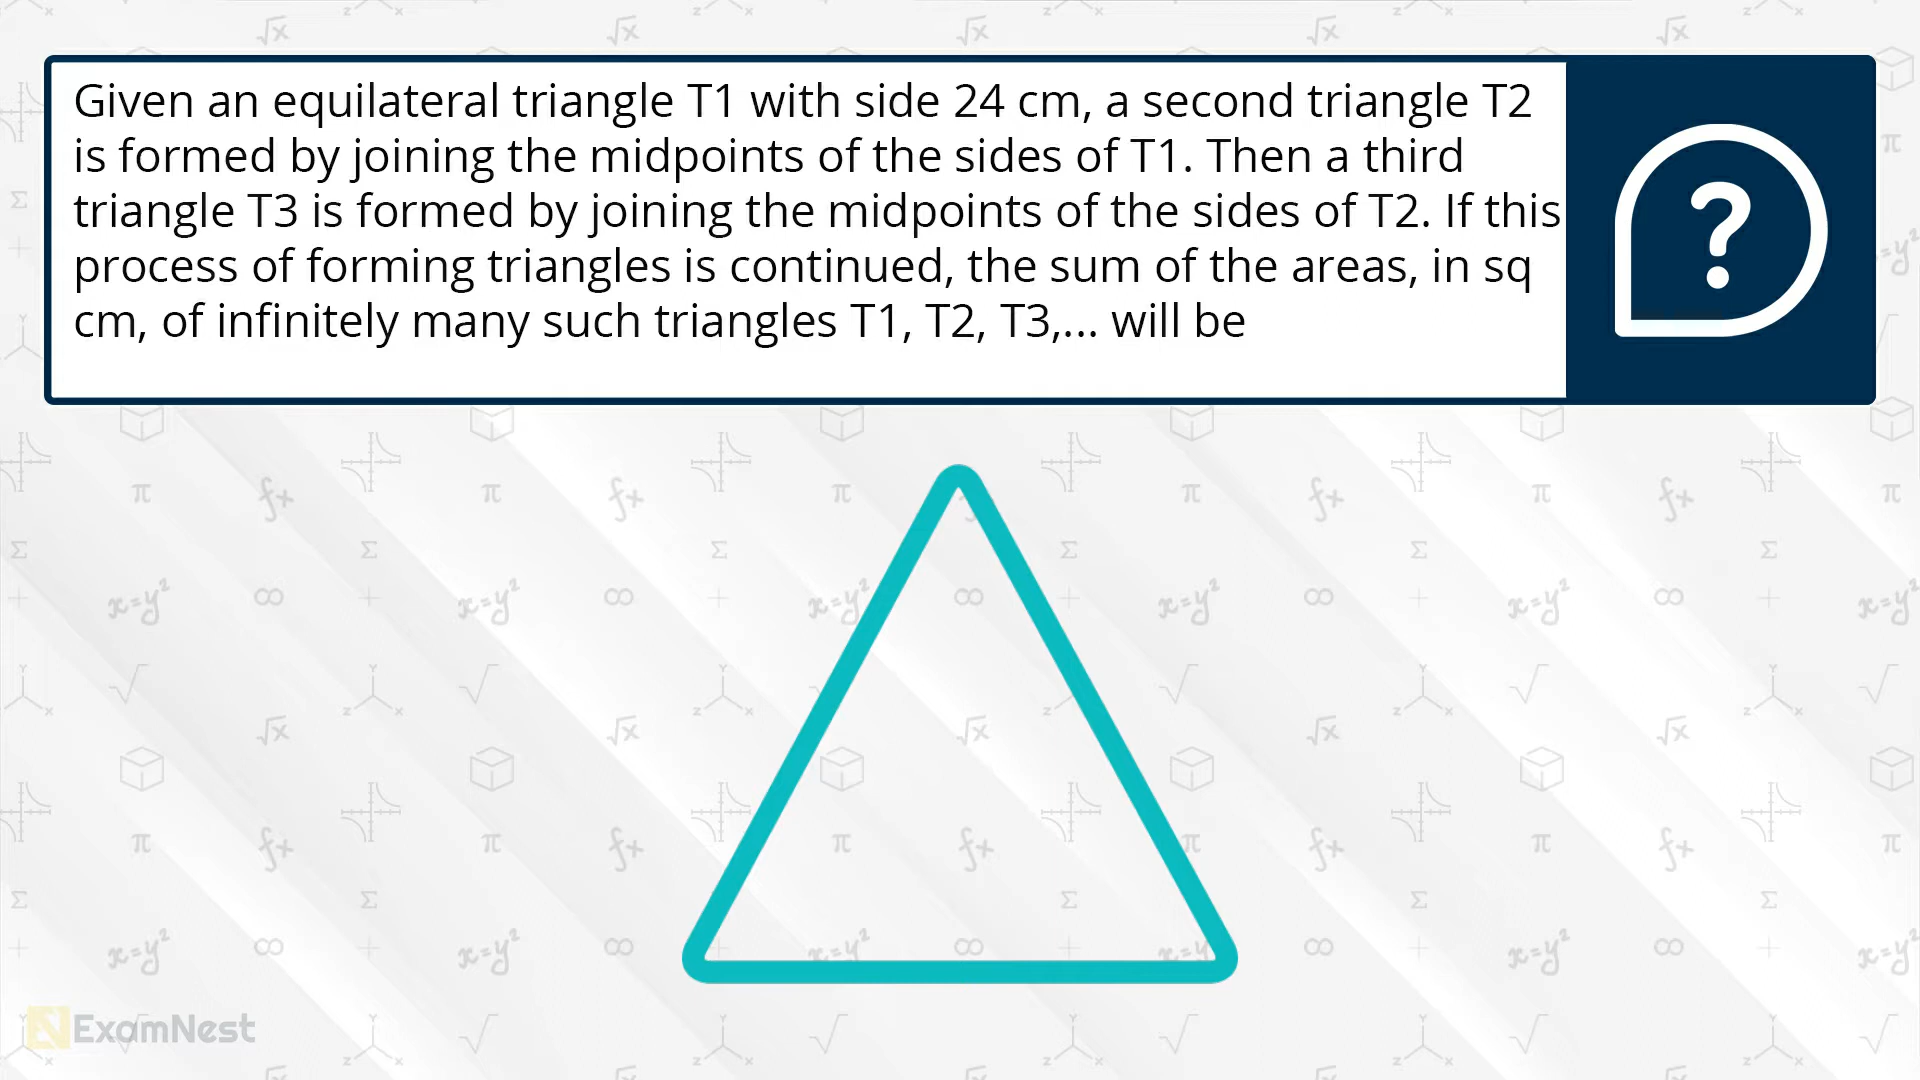 Given an equilateral triangle T1 with side 24 cm, a second triangle T2
is formed by joining the midpoints of the sides of T1. Then a third
triangle T3 is formed by joining the midpoints of the sides of T2. If this
process of forming triangles is continued, the sum of the areas, in sq
cm, of infinitely many such triangles T1, T2, T3,... will be
?
ExamNest